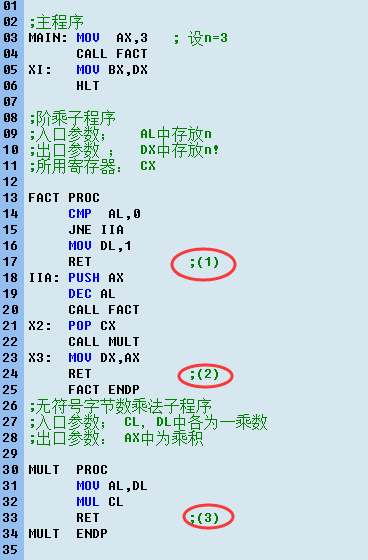 01
02 ;主程序
03 MAIN: MOV AX,3 ; 设n=3
04 CALL FACT
05 XI: MOV BX,DX
06 HLT
07
08 ;阶乘子程序
09 ;入口参数; AL中存放n
10 ;出口参数 ; DX中存放n!
11 ;所用寄存器: CX
12
13 FACT PROC
14 CMP AL,0
15 JNE IIA
16 MOV DL,1
17 RET ;(1)
18 IIA: PUSH AX
19 DEC AL
20 CALL FACT
21 X2: POP CX
22 CALL MULT
23 X3: MOV DX,AX
24 RET ;(2)
25 FACT ENDP
26 ;无符号字节数乘法子程序
27 ;入口参数; CL, DL中各为一乘数
28 ;出口参数: AX中为乘积
29
30 MULT PROC
31 MOV AL,DL
32 MUL CL
33 RET ;(3)
34 MULT ENDP
35